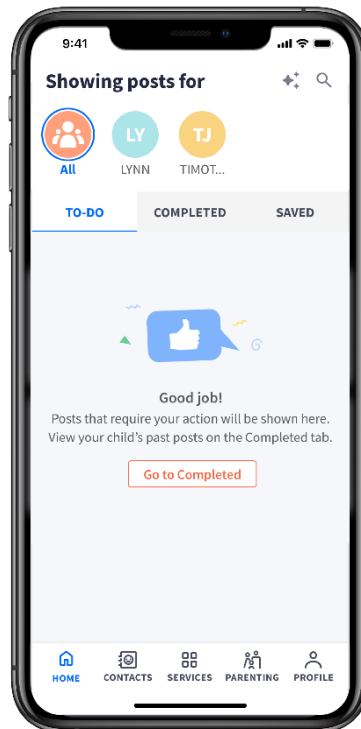 9:41
Showing posts for
LY
TJ
All
LYNN
TIMOT...
TO-DO
COMPLETED
SAVED
Good job!
Posts that require your action will be shown here.
View your child's past posts on the Completed tab.
Go to Completed
HOME
CONTACTS
SERVICES
PARENTING
PROFILE